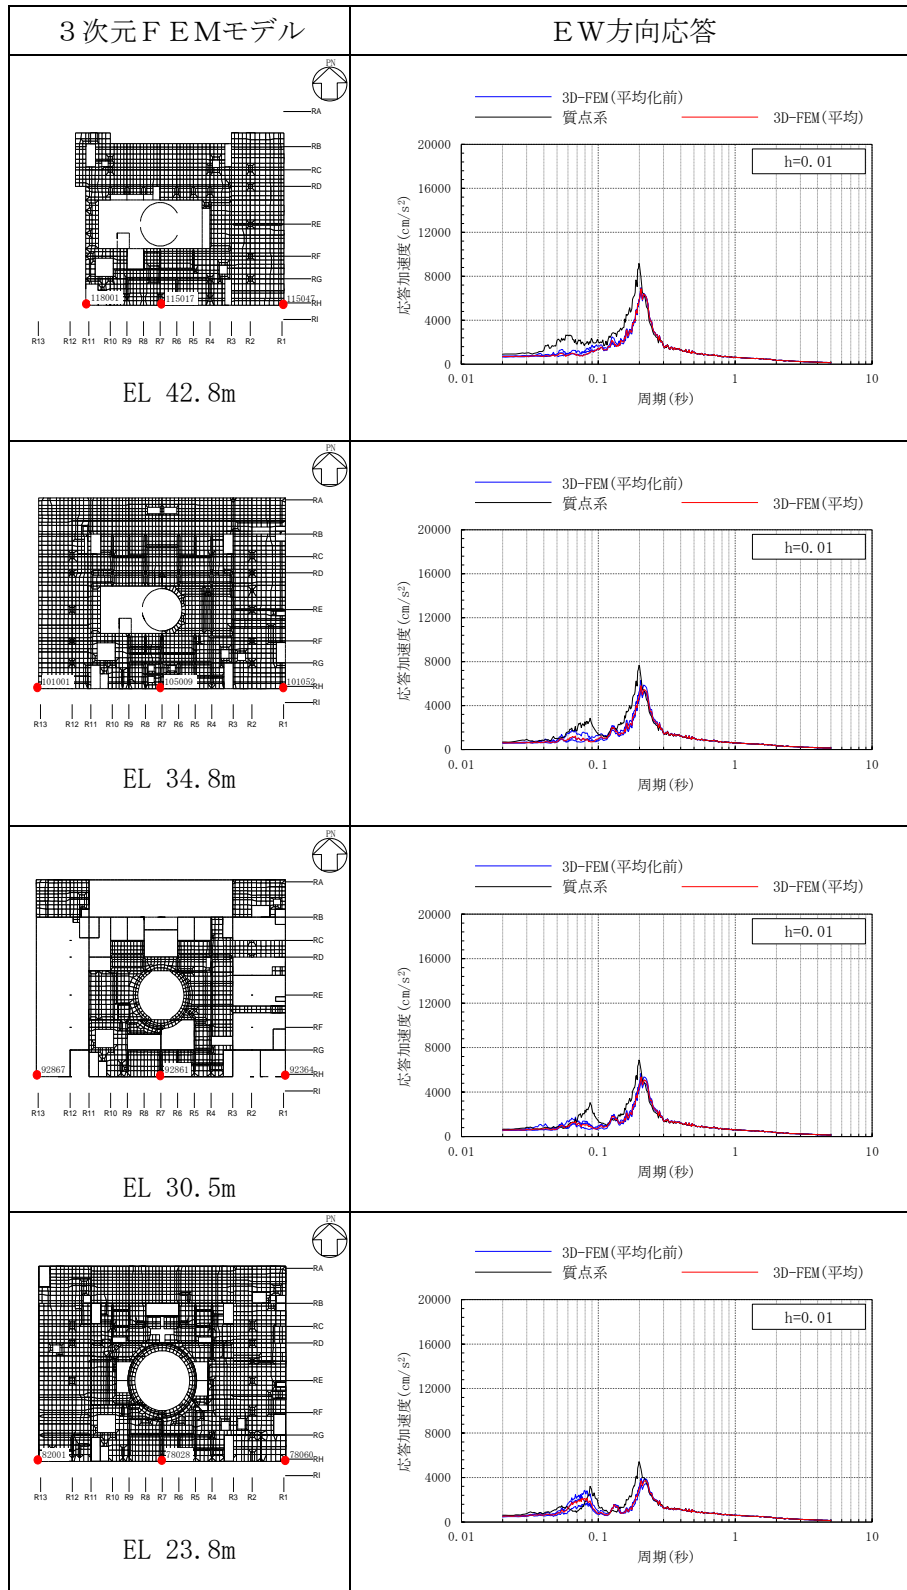 ３次元ＦＥＭモデル
ＥＷ方向応答
PN
RA
RB
RC
RD
RE
RF
RG
RH
RI
118001
115017
115047
R13 R12 R11 R10 R9 R8 R7 R6 R5 R4 R3 R2 R1
EL 42.8m
3D-FEM(平均化前)
質点系
3D-FEM(平均)
h=0.01
20000
16000
12000
8000
4000
0
応答加速度(cm/s²)
0.01 0.1 1 10
周期(秒)
PN
RA
RB
RC
RD
RE
RF
RG
RH
RI
101001
105009
101052
R13 R12 R11 R10 R9 R8 R7 R6 R5 R4 R3 R2 R1
EL 34.8m
3D-FEM(平均化前)
質点系
3D-FEM(平均)
h=0.01
20000
16000
12000
8000
4000
0
応答加速度(cm/s²)
0.01 0.1 1 10
周期(秒)
PN
RA
RB
RC
RD
RE
RF
RG
RH
RI
92867
92861
92364
R13 R12 R11 R10 R9 R8 R7 R6 R5 R4 R3 R2 R1
EL 30.5m
3D-FEM(平均化前)
質点系
3D-FEM(平均)
h=0.01
20000
16000
12000
8000
4000
0
応答加速度(cm/s²)
0.01 0.1 1 10
周期(秒)
PN
RA
RB
RC
RD
RE
RF
RG
RH
RI
82001
78028
78060
R13 R12 R11 R10 R9 R8 R7 R6 R5 R4 R3 R2 R1
EL 23.8m
3D-FEM(平均化前)
質点系
3D-FEM(平均)
h=0.01
20000
16000
12000
8000
4000
0
応答加速度(cm/s²)
0.01 0.1 1 10
周期(秒)